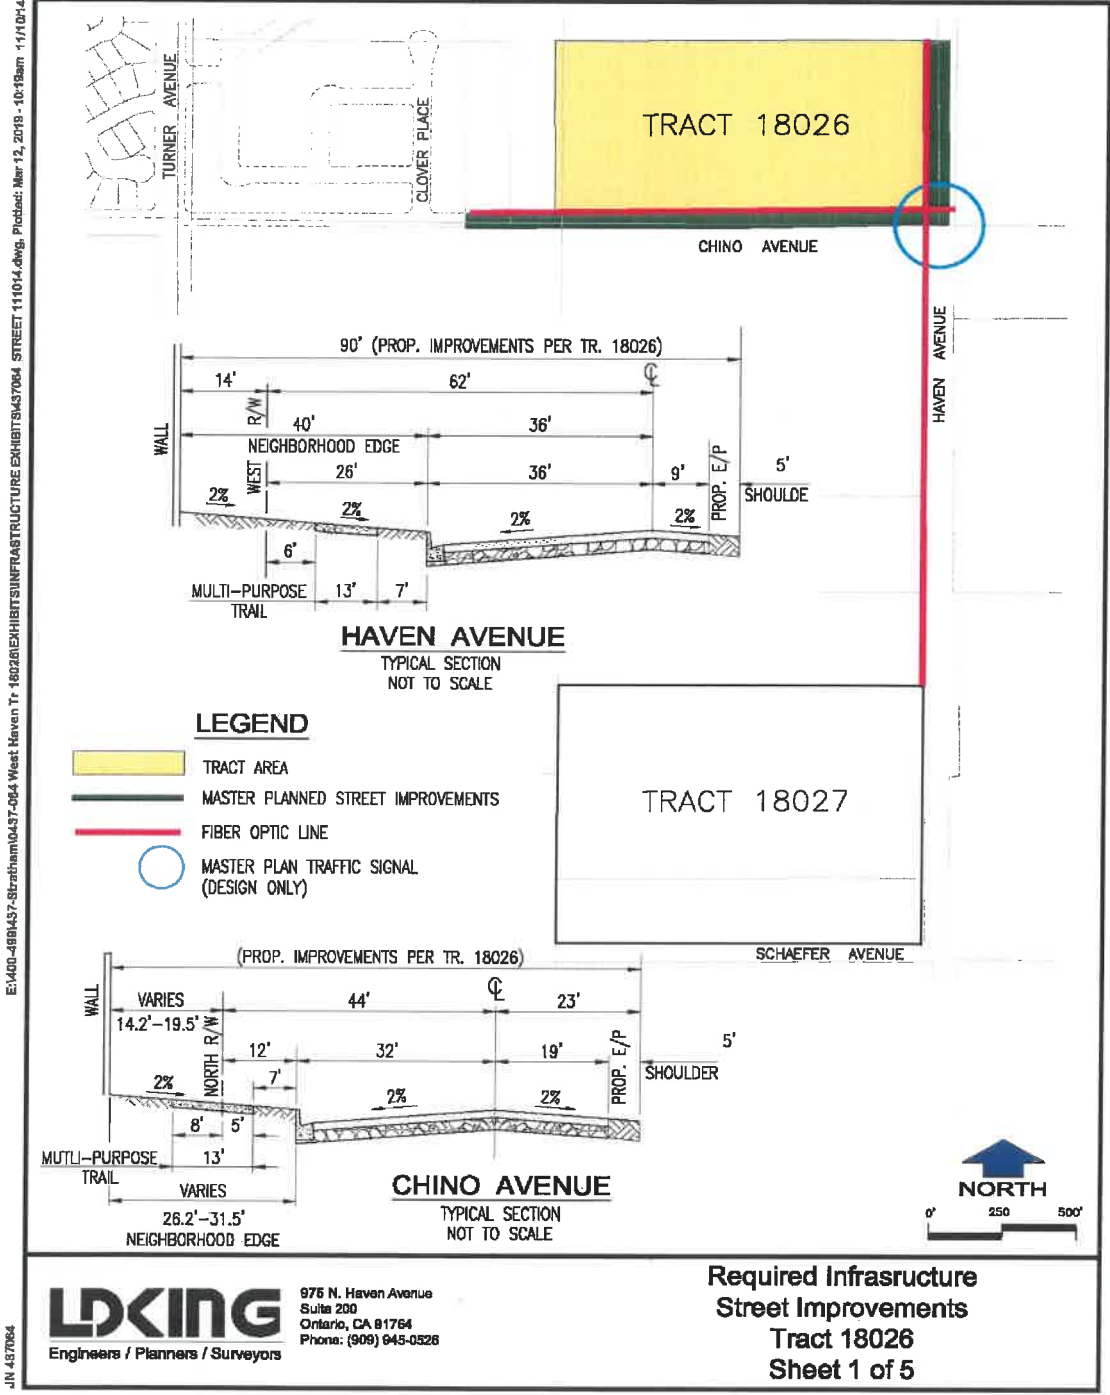 E:\400-499\437-Stratham\0437-064 West Haven Tr 18026\EXHIBITS\INFRASTRUCTURE EXHIBITS\437064 STREET 111014.dwg, Plotted: Mar 12, 2019 - 10:19am 11/10/14
JN 437064
TURNER AVENUE
CLOVER PLACE
TRACT 18026
CHINO AVENUE
HAVEN AVENUE
90' (PROP. IMPROVEMENTS PER TR. 18026)
14'
62'
℄
WALL
R/W
40'
36'
NEIGHBORHOOD EDGE
WEST
26'
36'
9'
PROP. E/P
5'
SHOULDE
2%
2%
2%
2%
6'
MULTI-PURPOSE
TRAIL
13'
7'
HAVEN AVENUE
TYPICAL SECTION
NOT TO SCALE
LEGEND
TRACT AREA
MASTER PLANNED STREET IMPROVEMENTS
FIBER OPTIC LINE
MASTER PLAN TRAFFIC SIGNAL
(DESIGN ONLY)
TRACT 18027
SCHAEFER AVENUE
(PROP. IMPROVEMENTS PER TR. 18026)
WALL
VARIES
14.2'-19.5'
44'
℄
23'
NORTH R/W
12'
32'
19'
PROP. E/P
5'
SHOULDER
7'
2%
2%
2%
8'
5'
MUTLI-PURPOSE
TRAIL
13'
VARIES
26.2'-31.5'
NEIGHBORHOOD EDGE
CHINO AVENUE
TYPICAL SECTION
NOT TO SCALE
NORTH
0' 250 500'
LDKING
Engineers / Planners / Surveyors
975 N. Haven Avenue
Suite 200
Ontario, CA 91764
Phone: (909) 945-0526
Required Infrasructure
Street Improvements
Tract 18026
Sheet 1 of 5